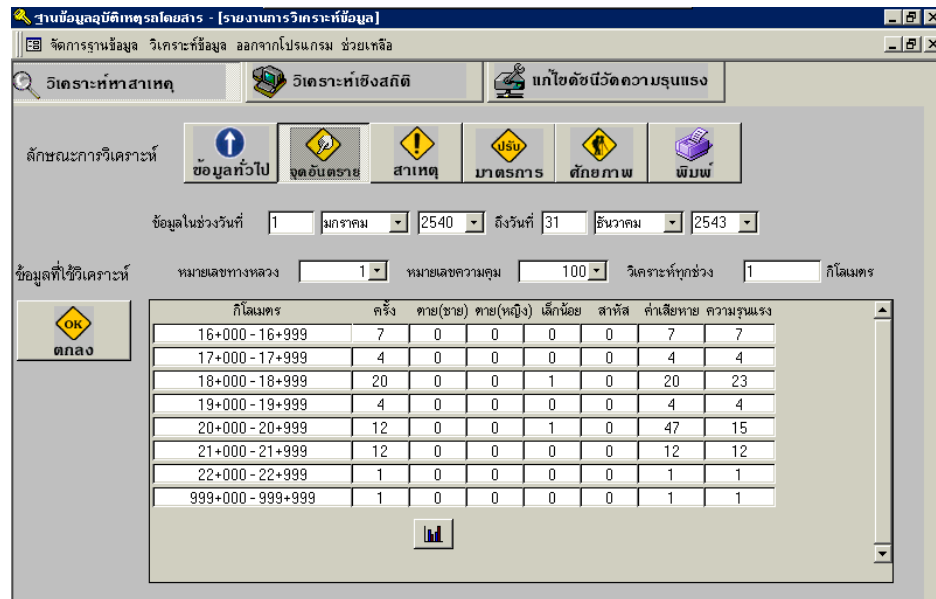 ฐานข้อมูลอุบัติเหตุรถโดยสาร - [รายงานการวิเคราะห์ข้อมูล]
จัดการฐานข้อมูล วิเคราะห์ข้อมูล ออกจากโปรแกรม ช่วยเหลือ
วิเคราะห์หาสาเหตุ วิเคราะห์เชิงสถิติ แก้ไขดัชนีวัดความรุนแรง
ปรับ
ลักษณะการวิเคราะห์ ข้อมูลทั่วไป จุดอันตราย สาเหตุ มาตรการ ศักยภาพ พิมพ์
ข้อมูลในช่วงวันที่ 1 มกราคม 2540 ถึงวันที่ 31 ธันวาคม 2543
ข้อมูลที่ใช้วิเคราะห์ หมายเลขทางหลวง 1 หมายเลขความคุม 100 วิเคราะห์ทุกช่วง 1 กิโลเมตร
OK
ตกลง
กิโลเมตร ครั้ง ตาย(ชาย) ตาย(หญิง) เล็กน้อย สาหัส ค่าเสียหาย ความรุนแรง
16+000 - 16+999 7 0 0 0 0 7 7
17+000 - 17+999 4 0 0 0 0 4 4
18+000 - 18+999 20 0 0 1 0 20 23
19+000 - 19+999 4 0 0 0 0 4 4
20+000 - 20+999 12 0 0 1 0 47 15
21+000 - 21+999 12 0 0 0 0 12 12
22+000 - 22+999 1 0 0 0 0 1 1
999+000 - 999+999 1 0 0 0 0 1 1